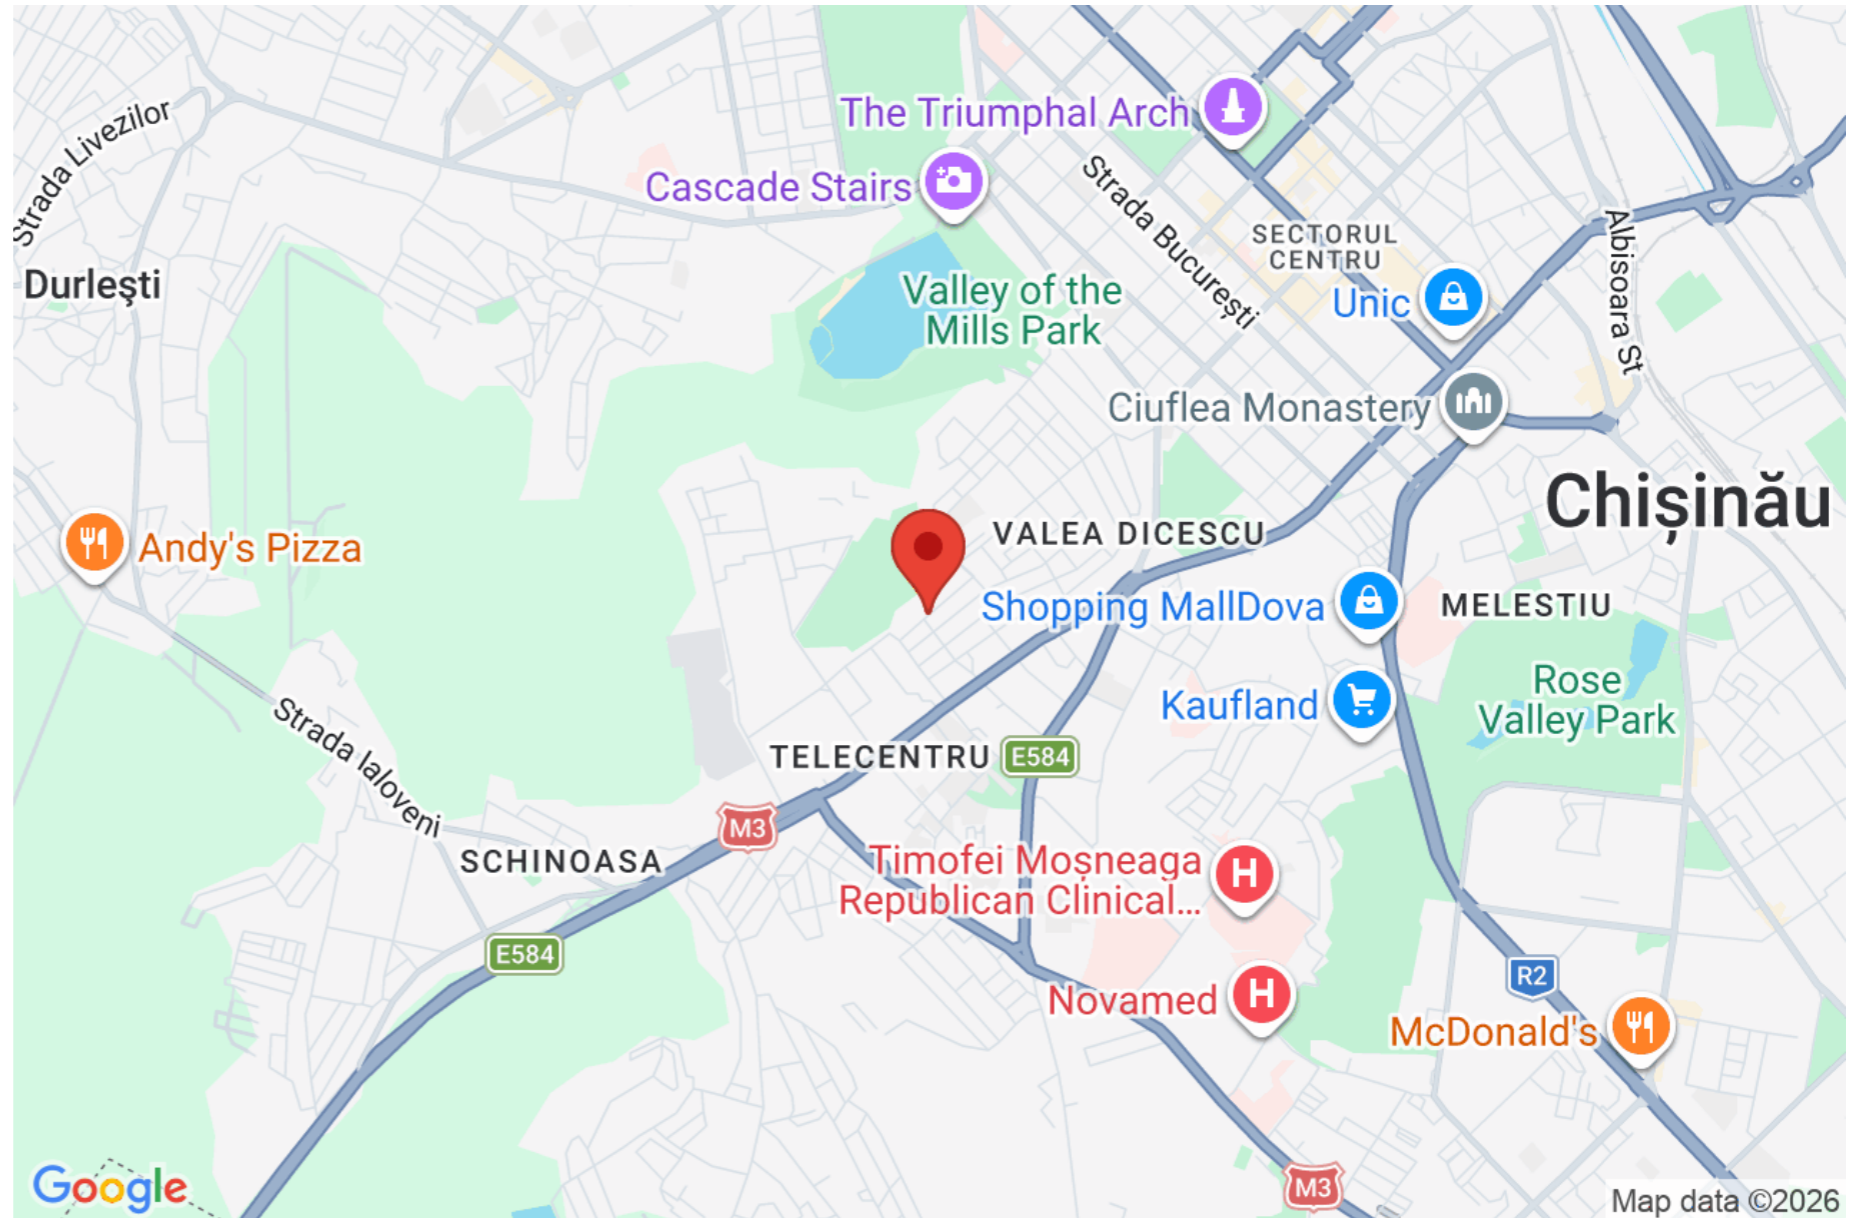 The Triumphal Arch
Strada Livezilor
Cascade Stairs
Strada București
SECTORUL
CENTRU
Albisoara St
Durleşti
Valley of the
Mills Park
Unic
Ciuflea Monastery
Chișinău
VALEA DICESCU
Andy's Pizza
Shopping MallDova
MELESTIU
Rose
Valley Park
Kaufland
Strada Ialoveni
TELECENTRU
E584
M3
SCHINOASA
Timofei Moșneaga
Republican Clinical...
E584
R2
Novamed
McDonald's
M3
Google
Map data ©2026